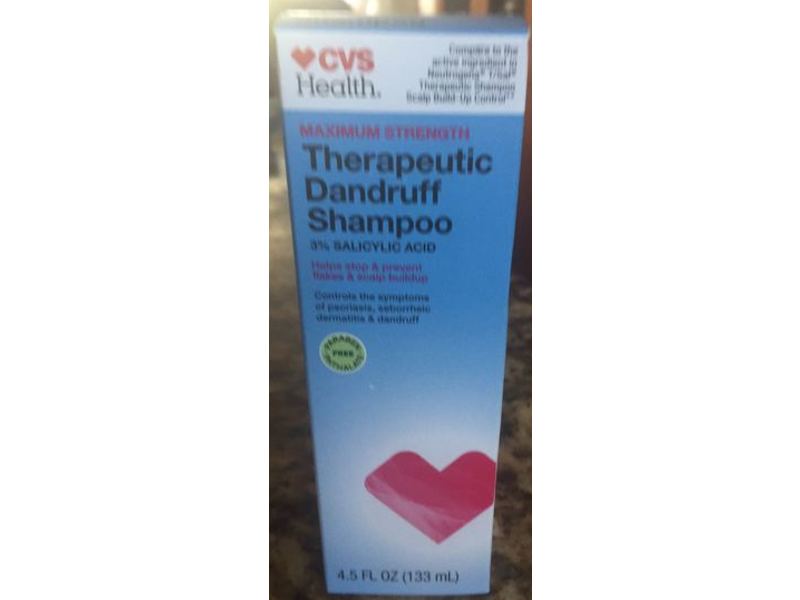 CVS
Health.
Compare to the
active ingredient in
Neutrogena® T/Sal®
Therapeutic Shampoo
Scalp Build-Up Control
MAXIMUM STRENGTH
Therapeutic
Dandruff
Shampoo
3% SALICYLIC ACID
Helps stop & prevent
flakes & scalp buildup
Controls the symptoms
of psoriasis, seborrheic
dermatitis & dandruff
PARABEN
FREE
PHTHALATE
4.5 FL OZ (133 mL)